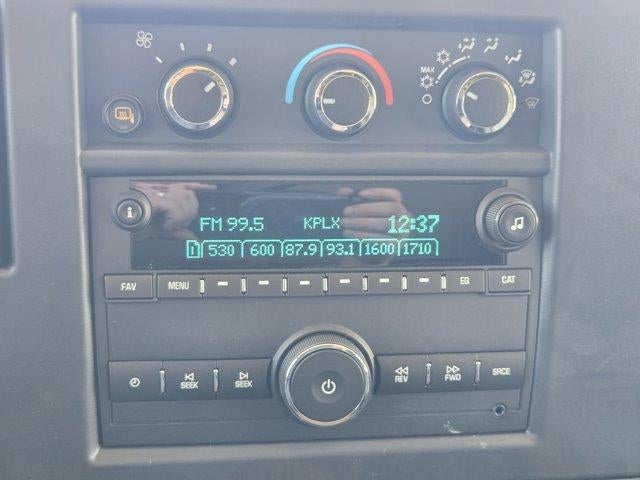 MAX
FM 99.5 KPLX 12:37
1 530 600 87.9 93.1 1600 1710
FAV MENU EQ CAT
SEEK SEEK REV FWD SRCE